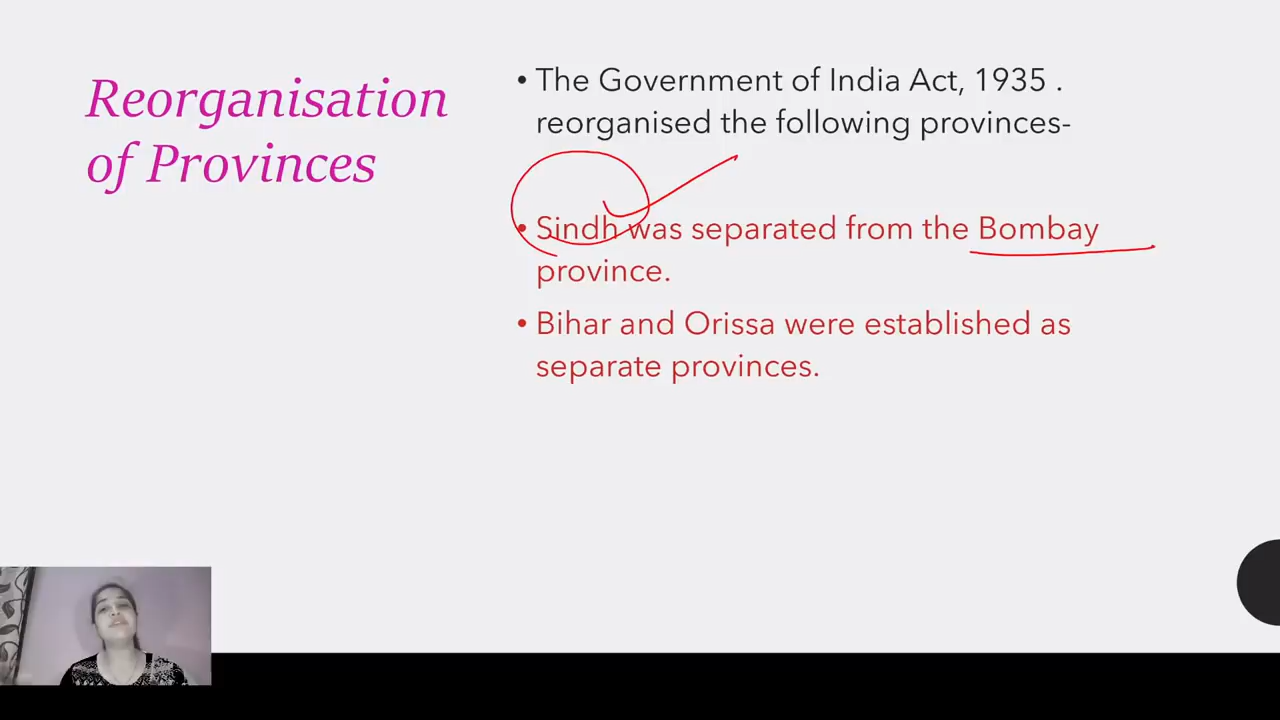 Reorganisation
of Provinces
• The Government of India Act, 1935 .
reorganised the following provinces-
• Sindh was separated from the Bombay
province.
• Bihar and Orissa were established as
separate provinces.